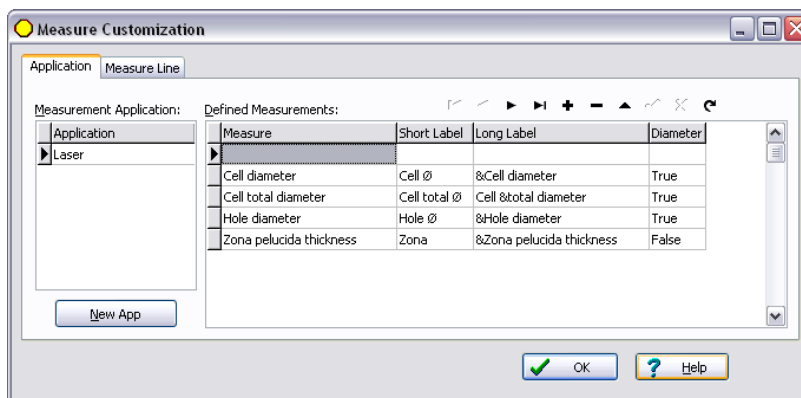 Measure Customization
Application Measure Line
Measurement Application: Defined Measurements:
Application
Laser
Measure Short Label Long Label Diameter
Cell diameter Cell Ø &Cell diameter True
Cell total diameter Cell total Ø Cell &total diameter True
Hole diameter Hole Ø &Hole diameter True
Zona pelucida thickness Zona &Zona pelucida thickness False
New App
OK ? Help